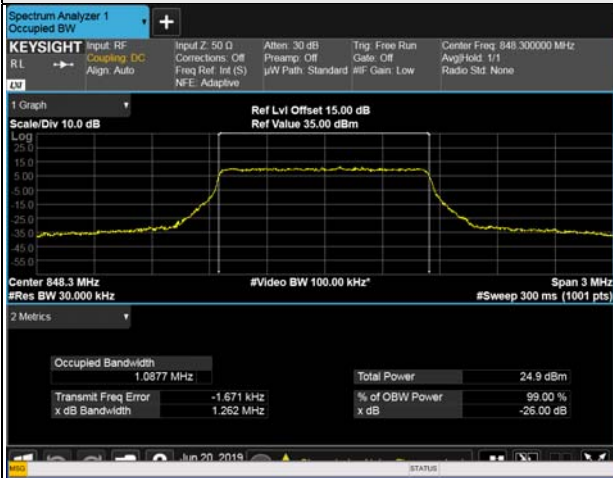 Spectrum Analyzer 1
Occupied BW
+
KEYSIGHT
RL
LXI
Input: RF
Coupling: DC
Align: Auto
Input Z: 50 Ω
Corrections: Off
Freq Ref: Int (S)
NFE: Adaptive
Atten: 30 dB
Preamp: Off
µW Path: Standard
Trig: Free Run
Gate: Off
#IF Gain: Low
Center Freq: 848.300000 MHz
Avg|Hold: 1/1
Radio Std: None
1 Graph
Scale/Div 10.0 dB
Ref Lvl Offset 15.00 dB
Ref Value 35.00 dBm
Log
25.0
15.0
5.00
-5.00
-15.0
-25.0
-35.0
-45.0
-55.0
Center 848.3 MHz
#Res BW 30.000 kHz
#Video BW 100.00 kHz*
Span 3 MHz
#Sweep 300 ms (1001 pts)
2 Metrics
Occupied Bandwidth
1.0877 MHz
Transmit Freq Error -1.671 kHz
x dB Bandwidth 1.262 MHz
Total Power 24.9 dBm
% of OBW Power 99.00 %
x dB -26.00 dB
Jun 20, 2019
MSG
STATUS